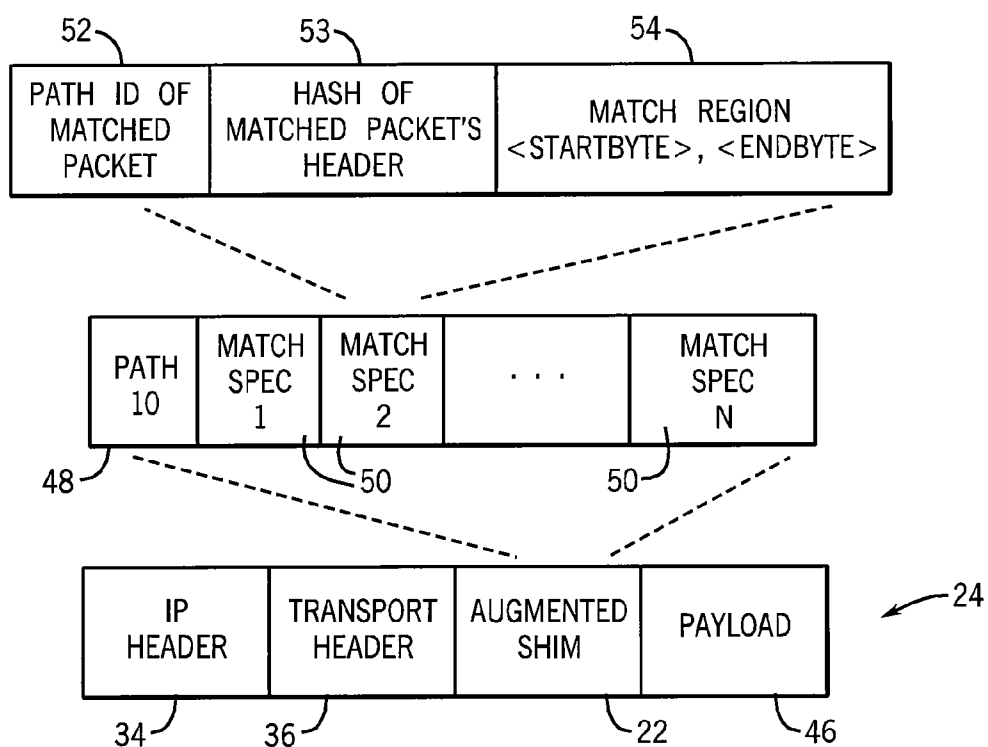 52
53
54
PATH ID OF
MATCHED
PACKET
HASH OF
MATCHED PACKET'S
HEADER
MATCH REGION
<STARTBYTE>, <ENDBYTE>
PATH
10
MATCH
SPEC
1
MATCH
SPEC
2
. . .
MATCH
SPEC
N
48
50
50
IP
HEADER
TRANSPORT
HEADER
AUGMENTED
SHIM
PAYLOAD
24
34
36
22
46